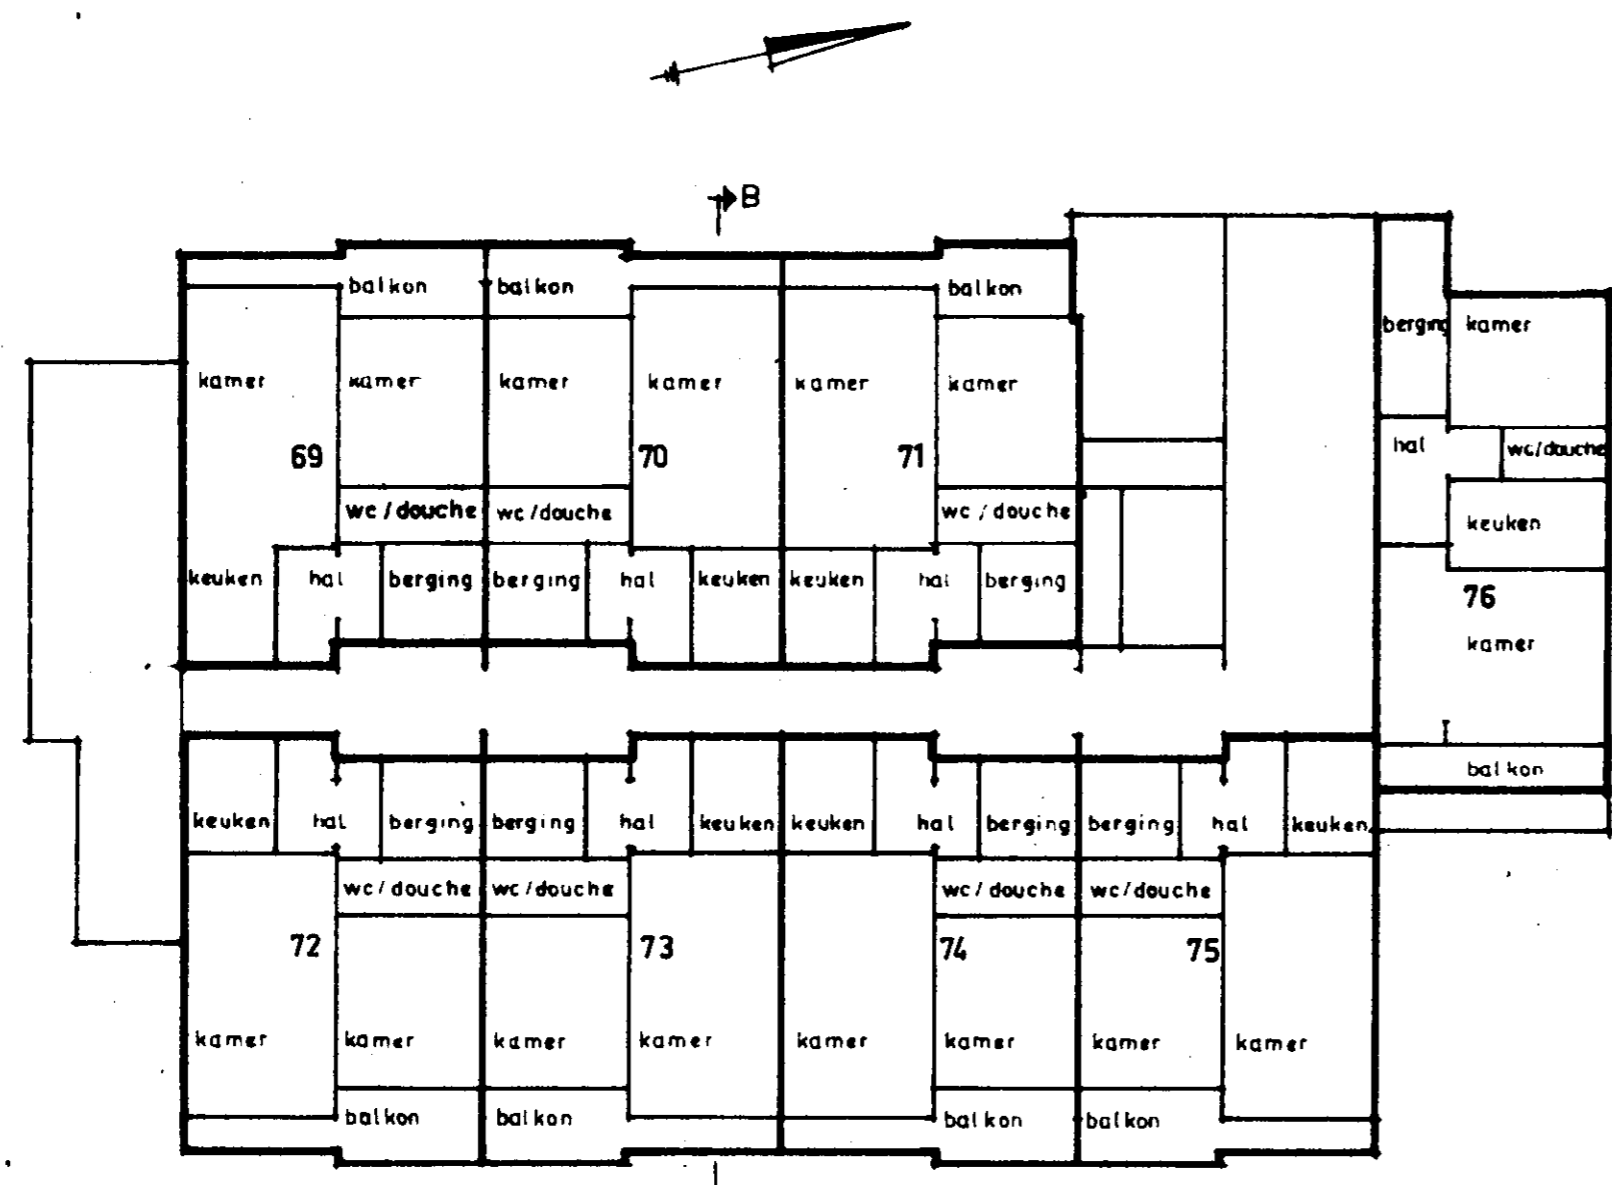 B
balkon balkon balkon
berging kamer
kamer kamer kamer kamer kamer kamer
69 70 71
hal wc/douche
wc/douche wc/douche wc/douche
keuken
keuken hal berging berging hal keuken keuken hal berging
76
kamer
balkon
keuken hal berging berging hal keuken keuken hal berging berging hal keuken
wc/douche wc/douche wc/douche wc/douche
72 73 74 75
kamer kamer kamer kamer kamer kamer kamer kamer
balkon balkon balkon balkon